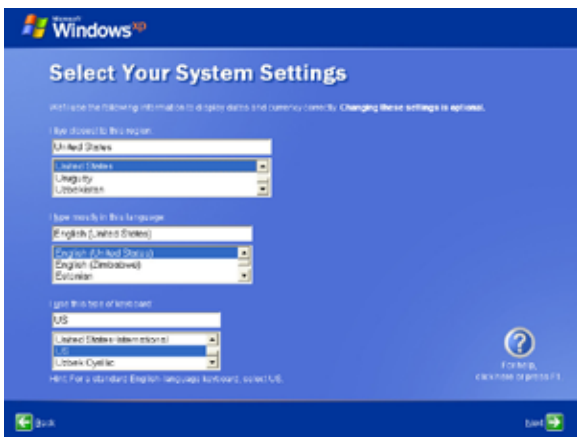 Microsoft
Windows xp
Select Your System Settings
We'll use the following information to display dates and currency correctly. Changing these settings is optional.
I live closest to this region:
United States
United States
Uruguay
Uzbekistan
I type mostly in this language:
English (United States)
English (United States)
English (Zimbabwe)
Estonian
I use this type of keyboard:
US
United States-International
US
Uzbek Cyrillic
Hint: For a standard English-language keyboard, select US.
?
For help,
click here or press F1.
Back
Next